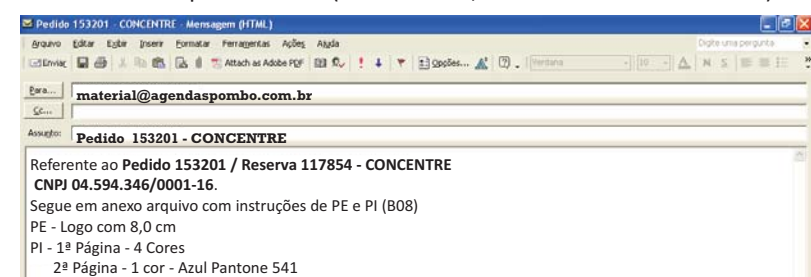 Pedido 153201 - CONCENTRE - Mensagem (HTML)
Arquivo Editar Exibir Inserir Formatar Ferramentas Ações Ajuda Digite uma pergunta
Enviar Attach as Adobe PDF Opções... Verdana 10 A N S
Para... material@agendaspombo.com.br
Cc...
Assunto: Pedido 153201 - CONCENTRE
Referente ao Pedido 153201 / Reserva 117854 - CONCENTRE
CNPJ 04.594.346/0001-16.
Segue em anexo arquivo com instruções de PE e PI (B08)
PE - Logo com 8,0 cm
PI - 1ª Página - 4 Cores
2ª Página - 1 cor - Azul Pantone 541